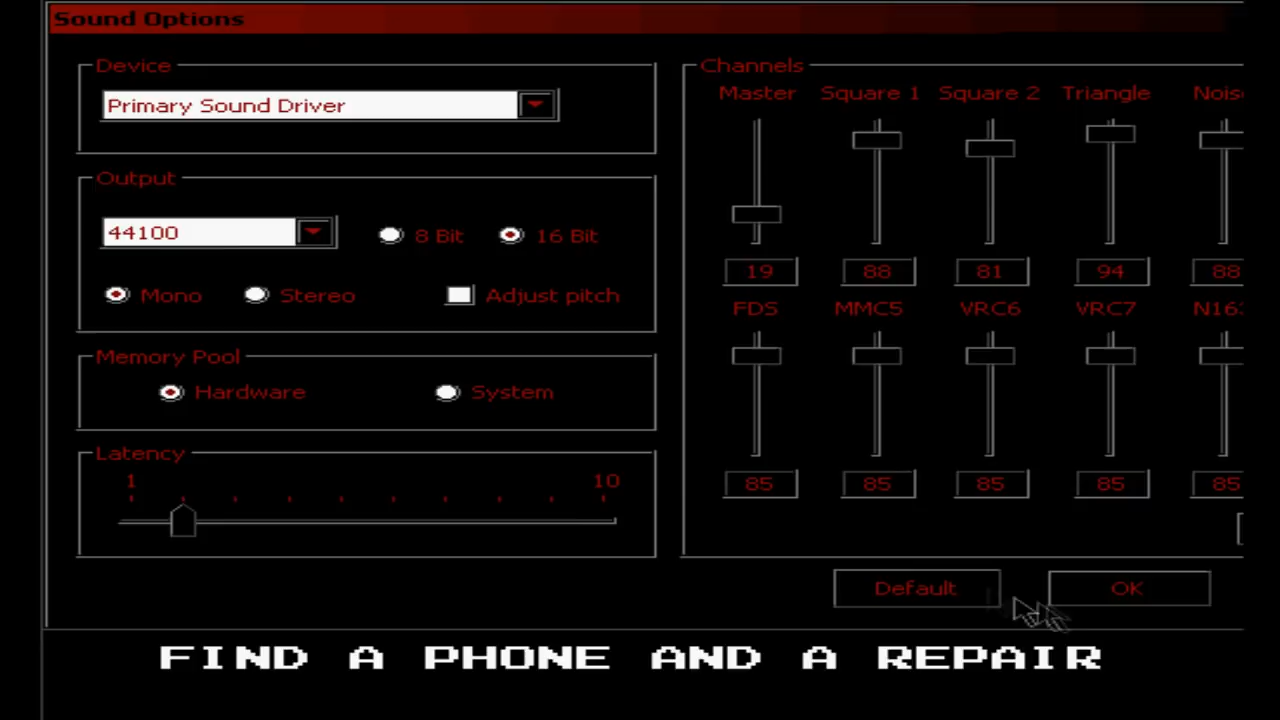 Sound Options
Device
Primary Sound Driver
Output
44100
8 Bit
16 Bit
Mono
Stereo
Adjust pitch
Memory Pool
Hardware
System
Latency
1 10
Channels
Master Square 1 Square 2 Triangle
19 88 81 94 88
FDS MMC5 VRC6 VRC7
85 85 85 85 85
Default
OK
FIND A PHONE AND A REPAIR